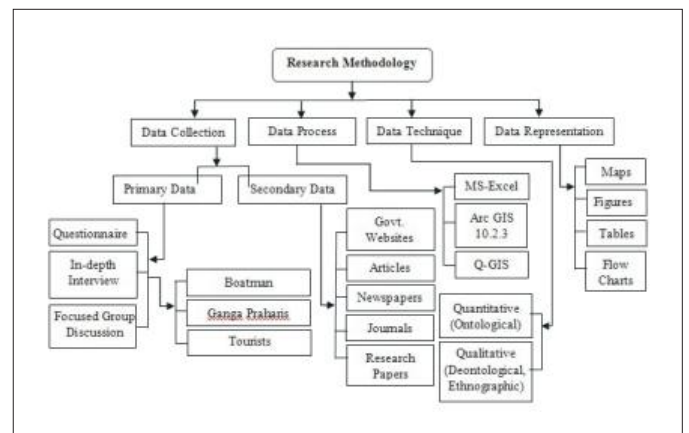 Research Methodology
Data Collection
Data Process
Data Technique
Data Representation
Primary Data
Secondary Data
Questionnaire
In-depth
Interview
Focused Group
Discussion
Boatman
Ganga Praharis
Tourists
Govt.
Websites
Articles
Newspapers
Journals
Research
Papers
MS-Excel
Arc GIS
10.2.3
Q-GIS
Quantitative
(Ontological)
Qualitative
(Deontological,
Ethnographic)
Maps
Figures
Tables
Flow
Charts